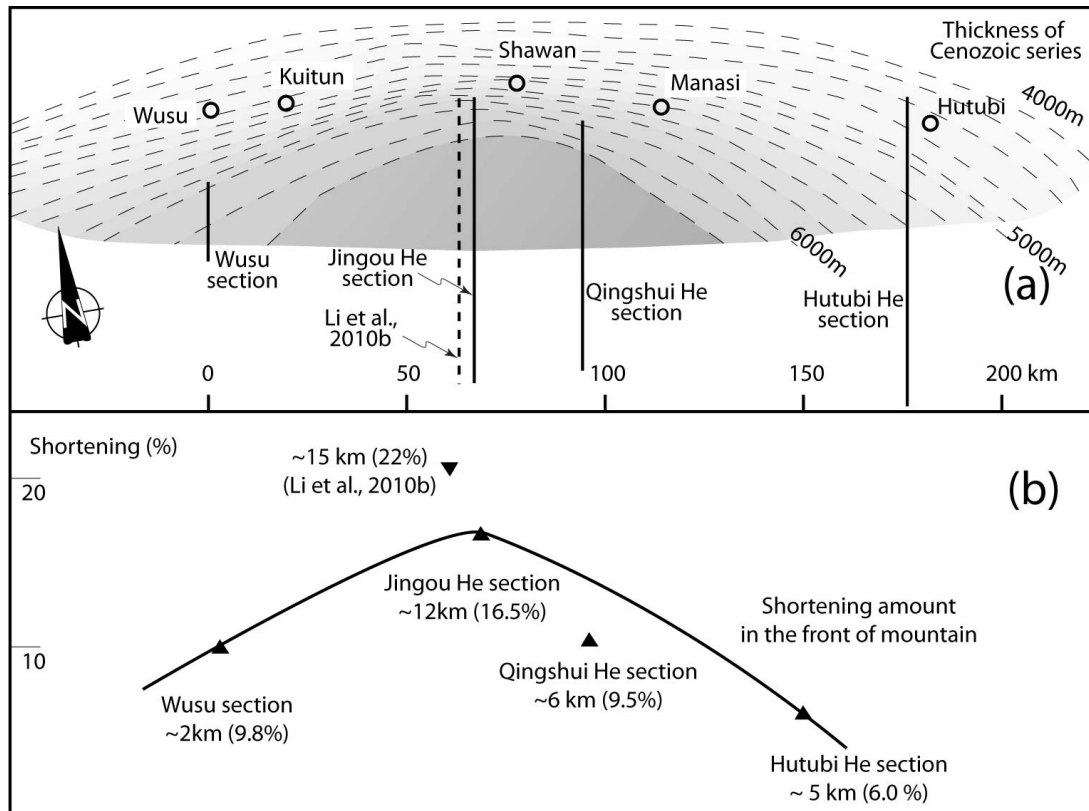 Thickness of
Cenozoic series
Shawan
Kuitun
Manasi
Wusu
Hutubi
4000m
5000m
6000m
(a)
Wusu
section
Jingou He
section
Li et al.,
2010b
Qingshui He
section
Hutubi He
section
N
0
50
100
150
200 km
Shortening (%)
~15 km (22%)
(Li et al., 2010b)
(b)
20
Jingou He section
~12km (16.5%)
Shortening amount
in the front of mountain
10
Qingshui He section
~6 km (9.5%)
Wusu section
~2km (9.8%)
Hutubi He section
~ 5 km (6.0 %)